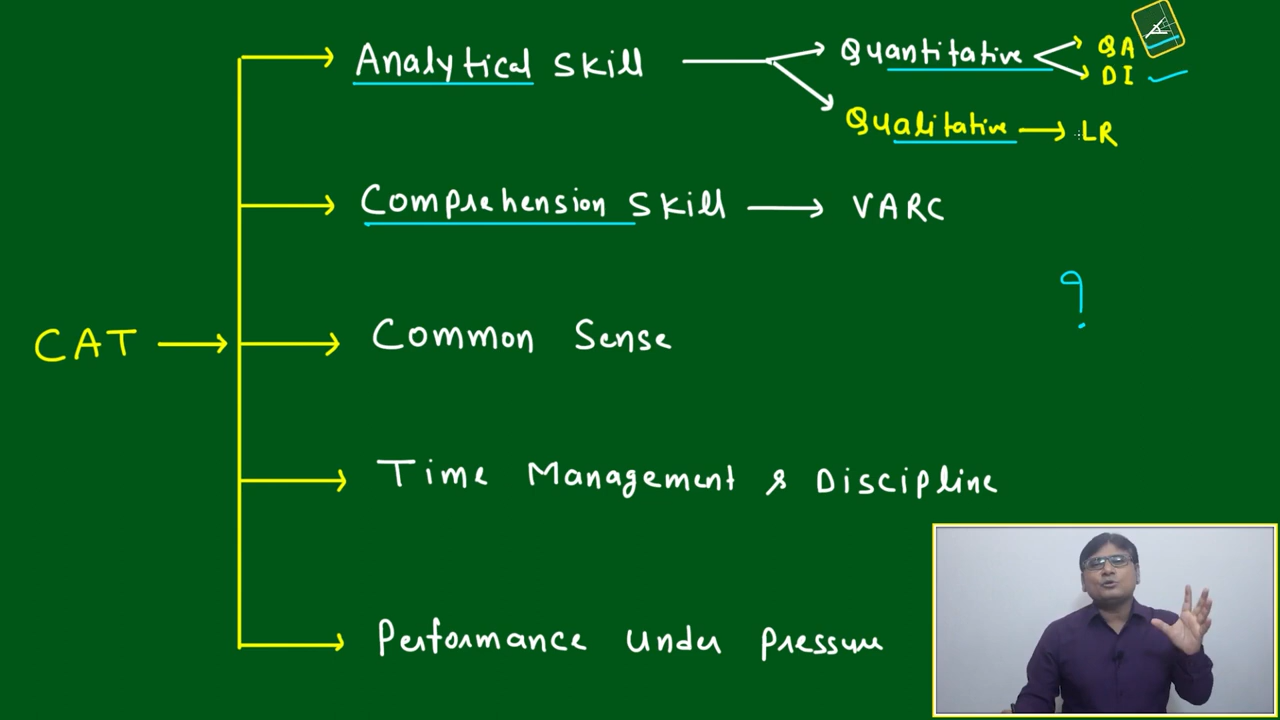 Analytical Skill → Quantitative → QA
→ DI
Qualitative → LR
Comprehension Skill → VARC
?
CAT → Common Sense
Time Management & Discipline
Performance under pressure